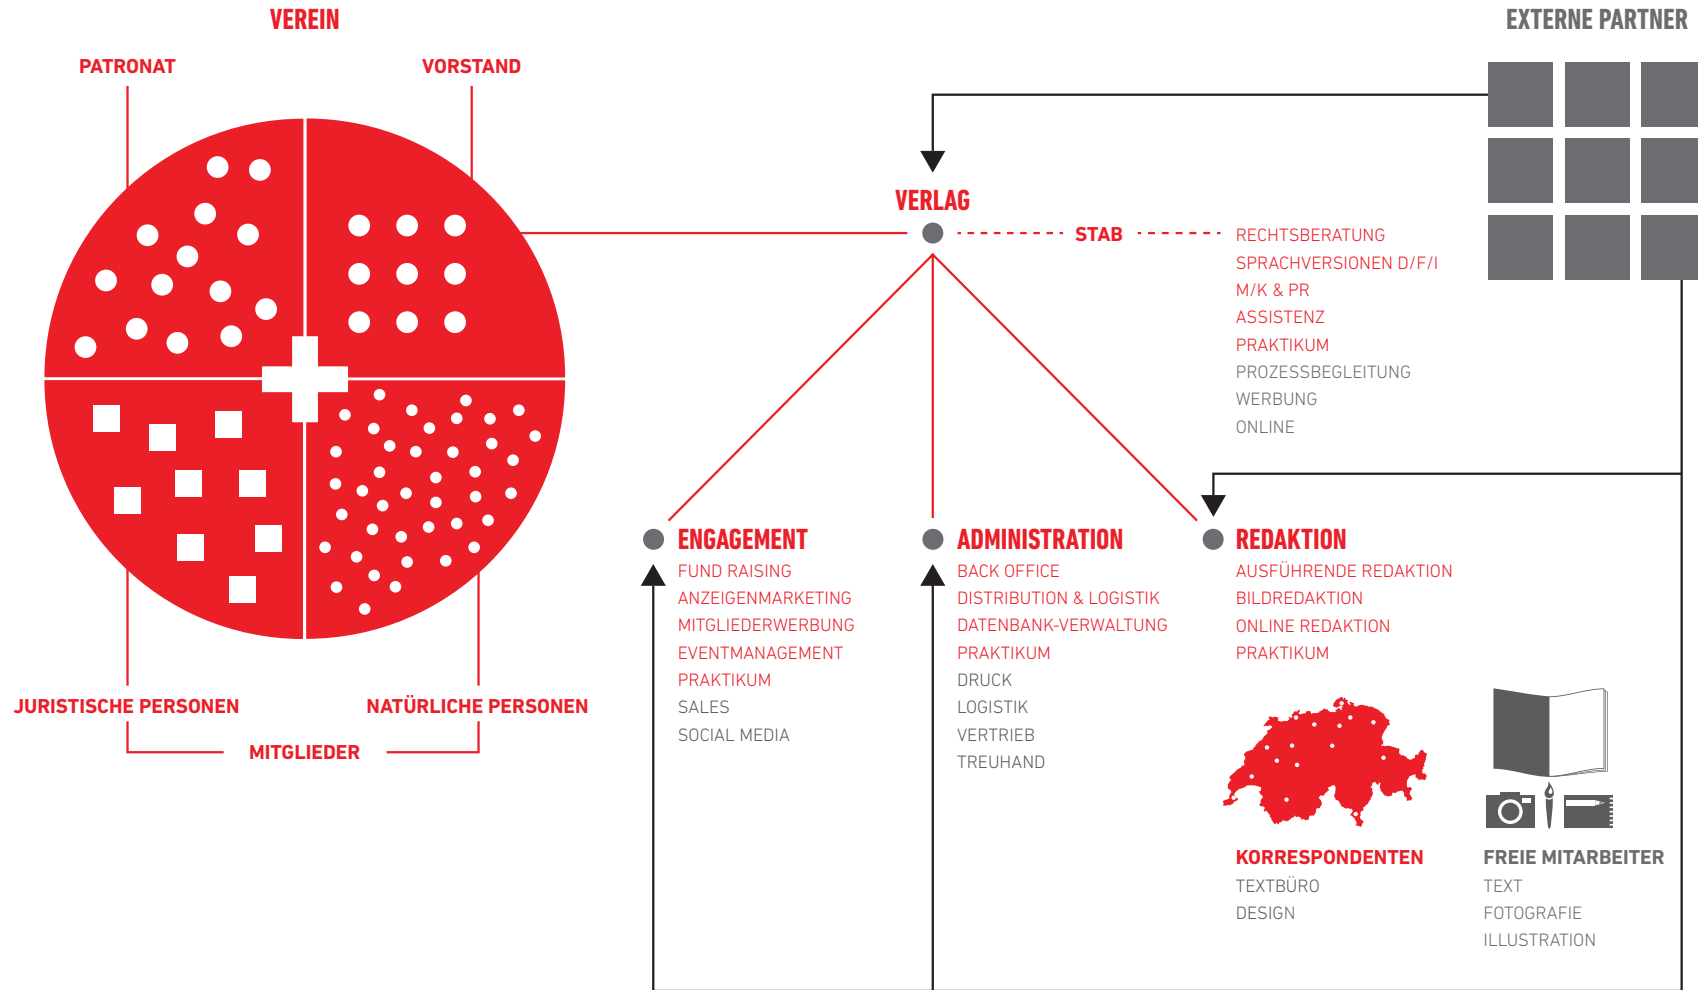 VEREIN
EXTERNE PARTNER
PATRONAT
VORSTAND
VERLAG
STAB
RECHTSBERATUNG
SPRACHVERSIONEN D/F/I
M/K & PR
ASSISTENZ
PRAKTIKUM
PROZESSBEGLEITUNG
WERBUNG
ONLINE
JURISTISCHE PERSONEN
NATÜRLICHE PERSONEN
MITGLIEDER
ENGAGEMENT
FUND RAISING
ANZEIGENMARKETING
MITGLIEDERWERBUNG
EVENTMANAGEMENT
PRAKTIKUM
SALES
SOCIAL MEDIA
ADMINISTRATION
BACK OFFICE
DISTRIBUTION & LOGISTIK
DATENBANK-VERWALTUNG
PRAKTIKUM
DRUCK
LOGISTIK
VERTRIEB
TREUHAND
REDAKTION
AUSFÜHRENDE REDAKTION
BILDREDAKTION
ONLINE REDAKTION
PRAKTIKUM
KORRESPONDENTEN
TEXTBÜRO
DESIGN
FREIE MITARBEITER
TEXT
FOTOGRAFIE
ILLUSTRATION